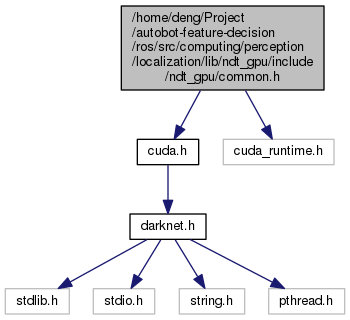 /home/deng/Project
/autobot-feature-decision
/ros/src/computing/perception
/localization/lib/ndt_gpu/include
/ndt_gpu/common.h
cuda.h
cuda_runtime.h
darknet.h
stdlib.h
stdio.h
string.h
pthread.h